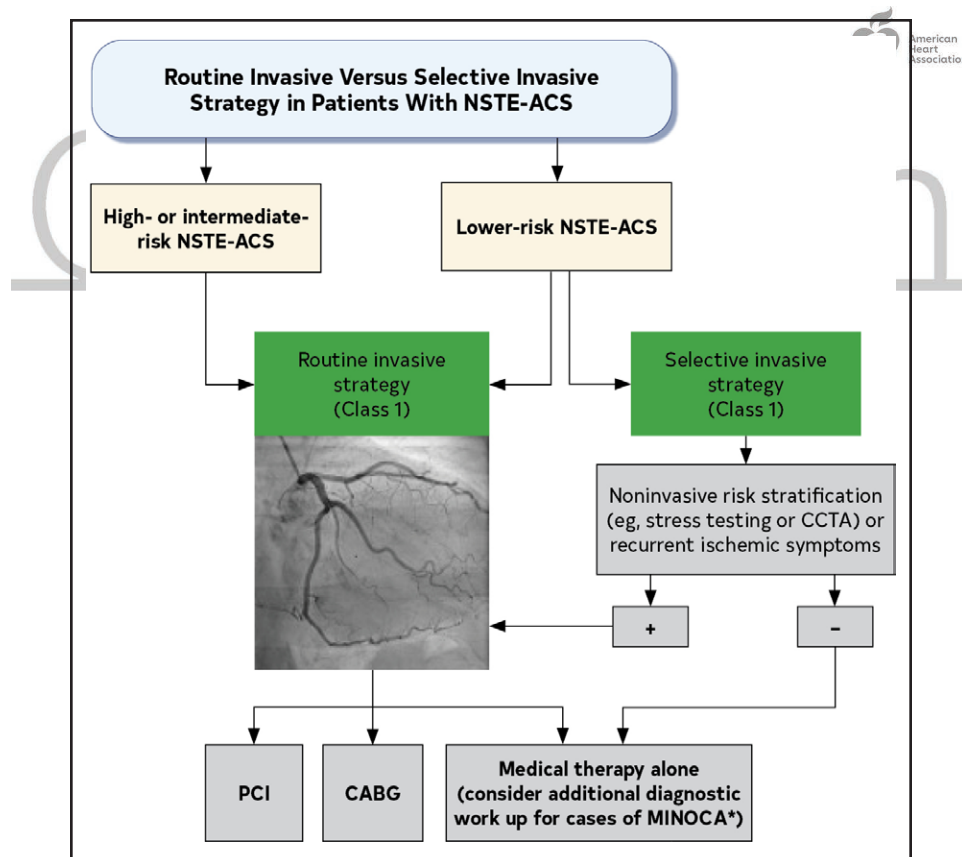 American
Heart
Associatio
Routine Invasive Versus Selective Invasive
Strategy in Patients With NSTE-ACS
High- or intermediate-
risk NSTE-ACS
Lower-risk NSTE-ACS
Routine invasive
strategy
(Class 1)
Selective invasive
strategy
(Class 1)
Noninvasive risk stratification
(eg, stress testing or CCTA) or
recurrent ischemic symptoms
+
–
PCI
CABG
Medical therapy alone
(consider additional diagnostic
work up for cases of MINOCA*)